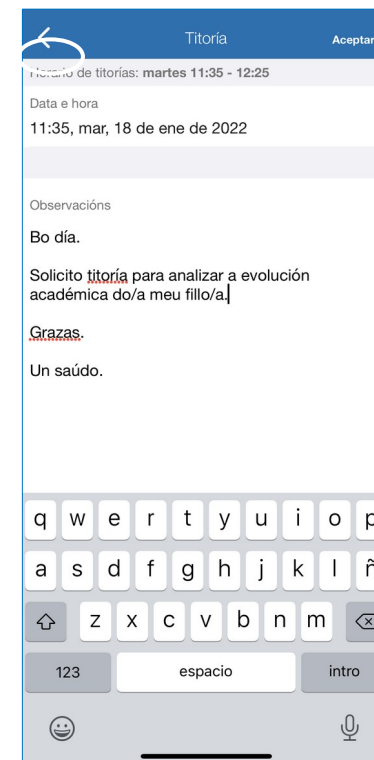 Titoría
Aceptar
Horario de titorías: martes 11:35 - 12:25
Data e hora
11:35, mar, 18 de ene de 2022
Observacións
Bo día.
Solicito titoría para analizar a evolución
académica do/a meu fillo/a.
Grazas.
Un saúdo.
q w e r t y u i o p
a s d f g h j k l ñ
z x c v b n m
123 espacio intro